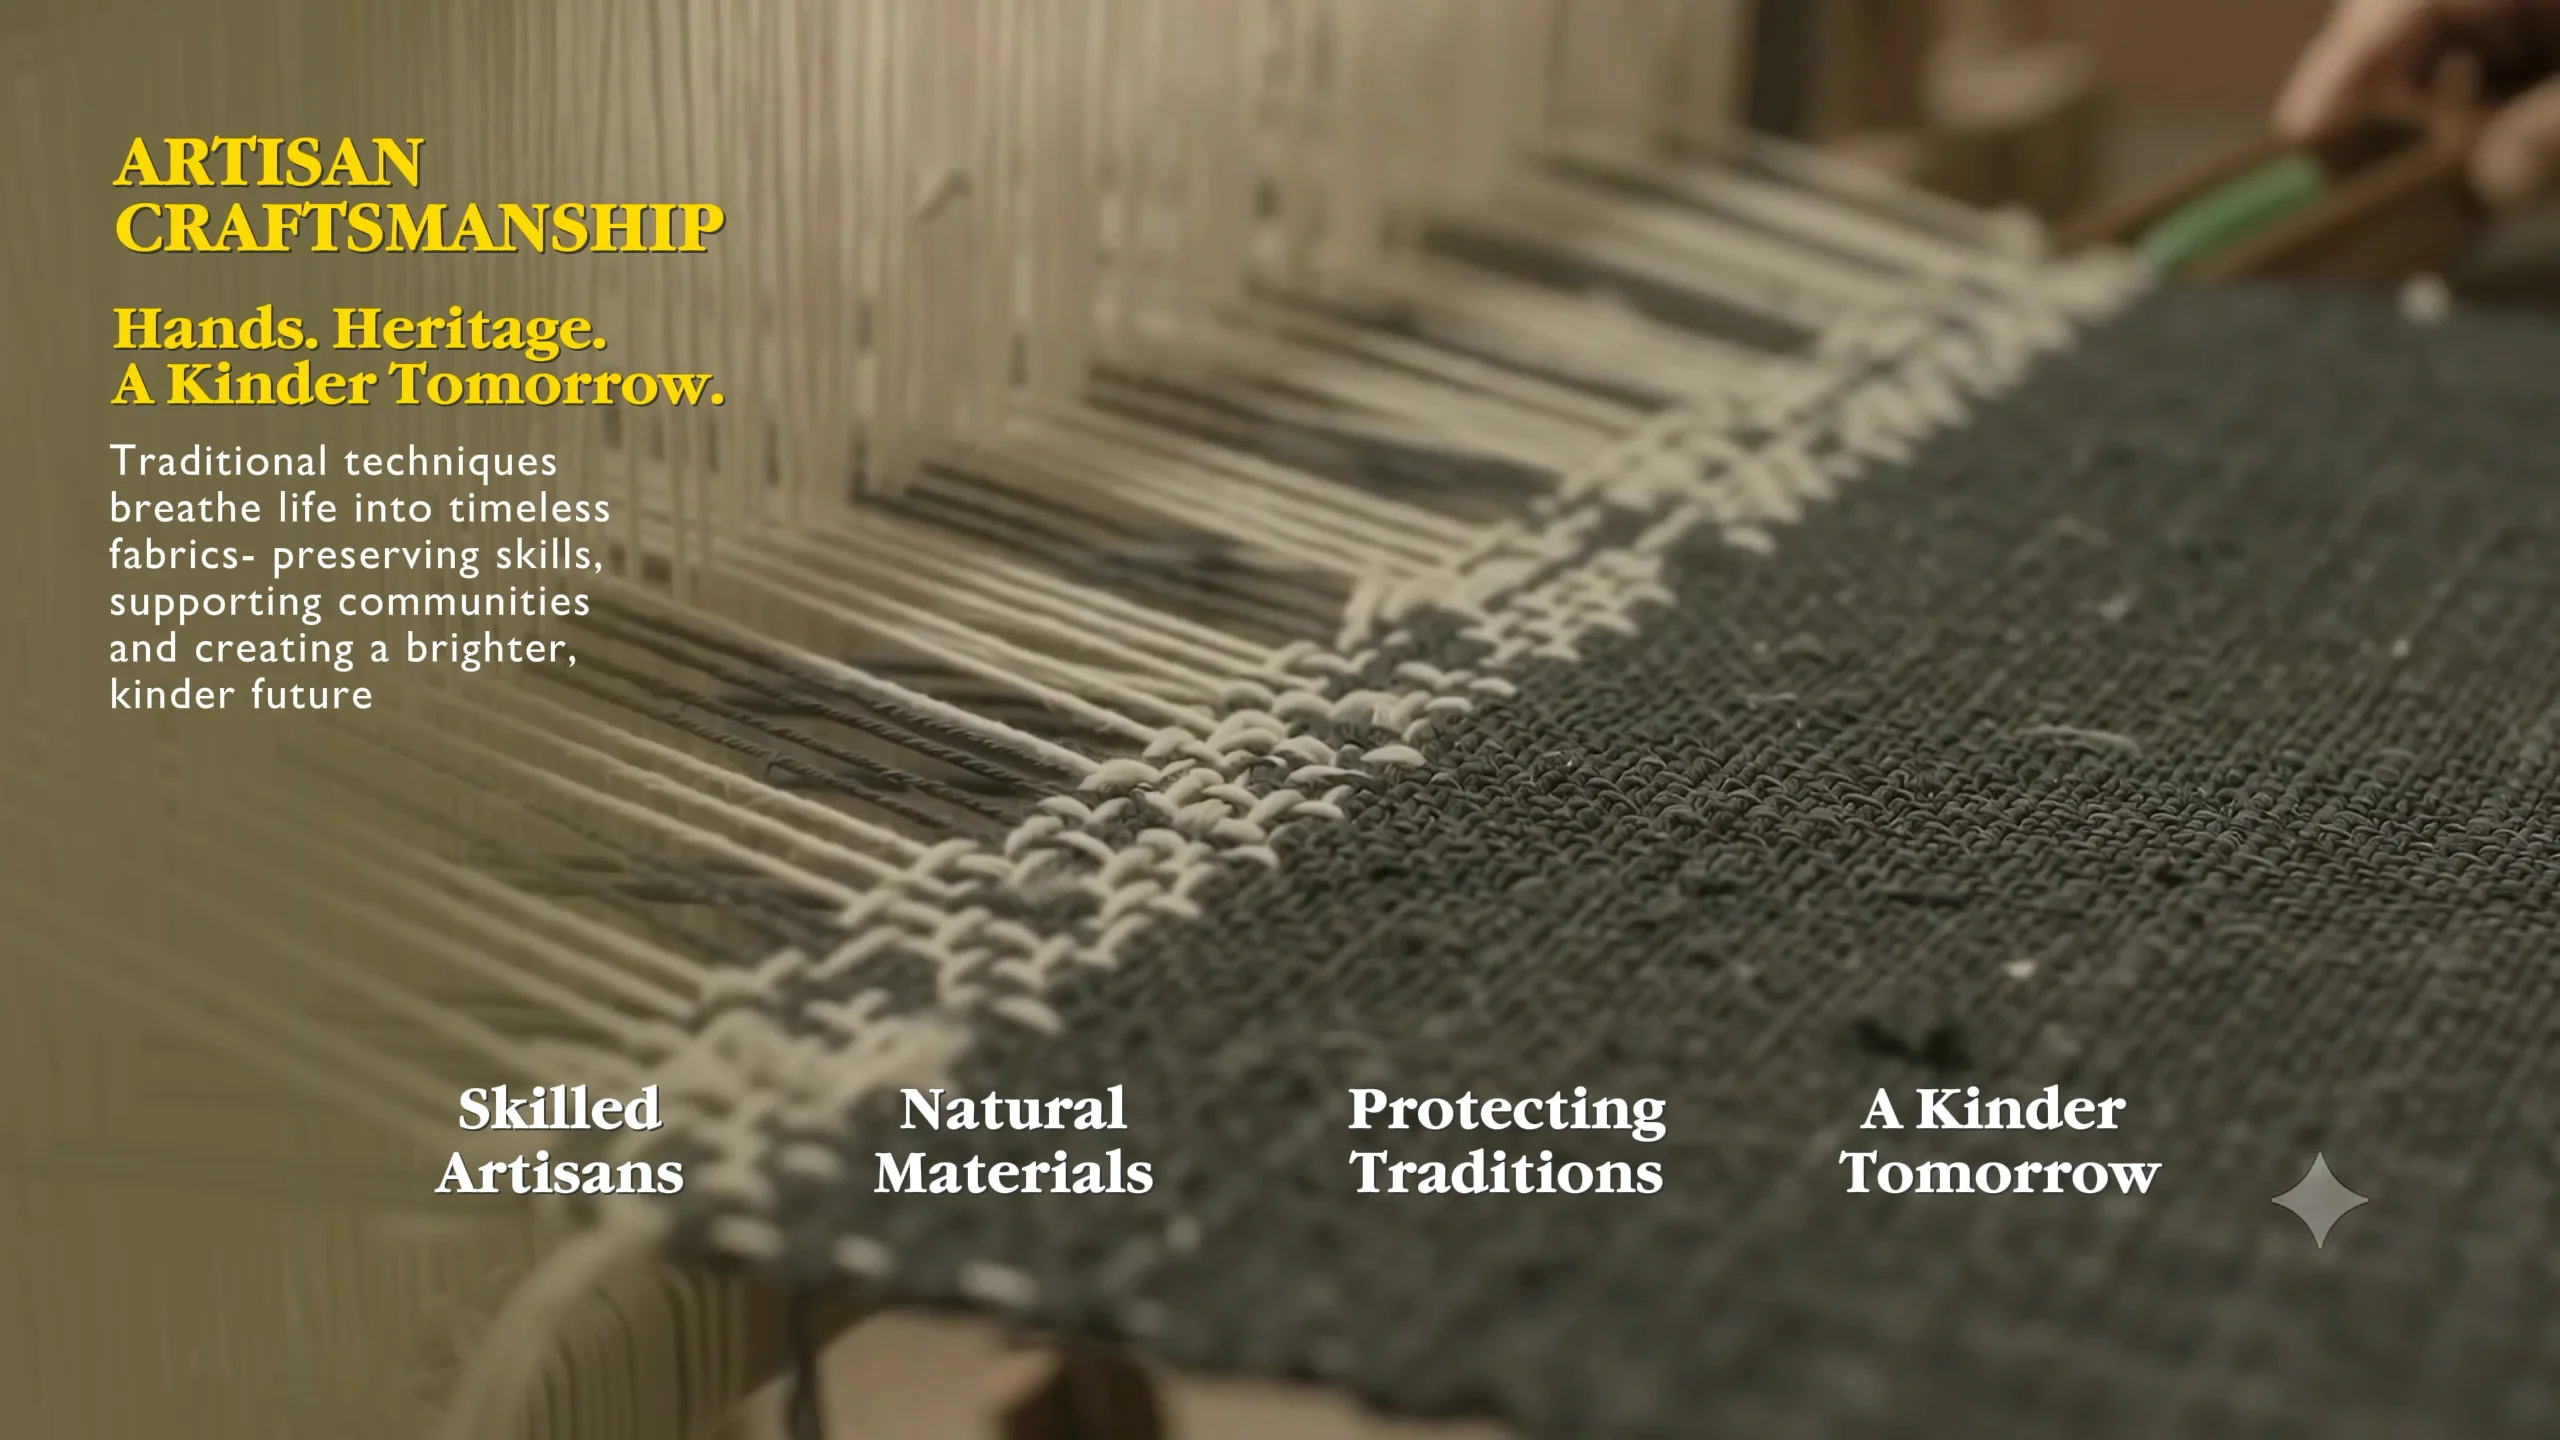 ARTISAN
CRAFTSMANSHIP
Hands. Heritage.
A Kinder Tomorrow.
Traditional techniques
breathe life into timeless
fabrics- preserving skills,
supporting communities
and creating a brighter,
kinder future
Skilled
Artisans
Natural
Materials
Protecting
Traditions
A Kinder
Tomorrow